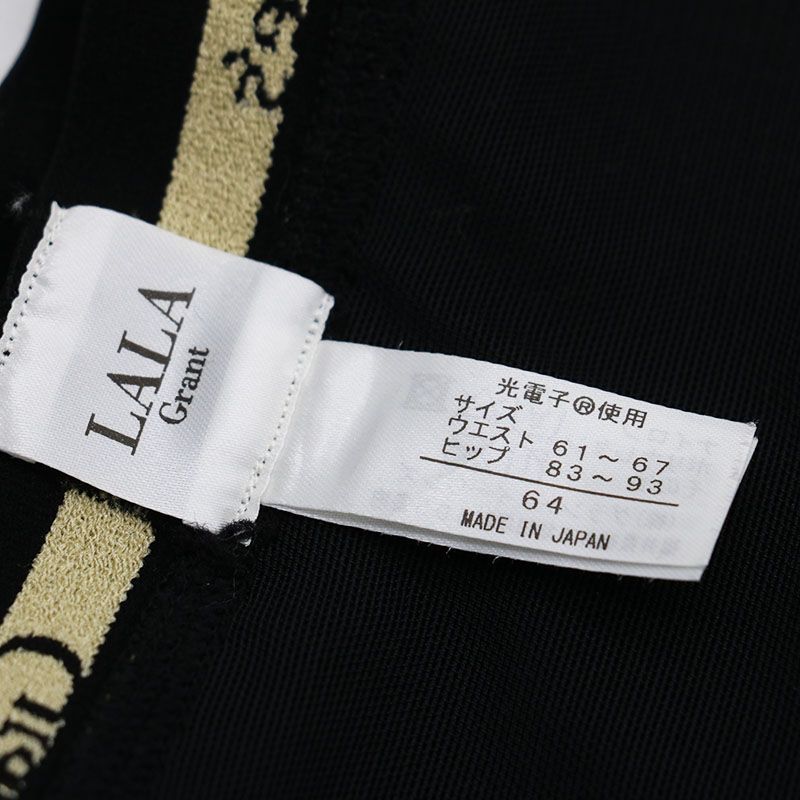 LALA
Grant
光電子®使用
サイズ
ウエスト 61～67
ヒップ 83～93
64
MADE IN JAPAN